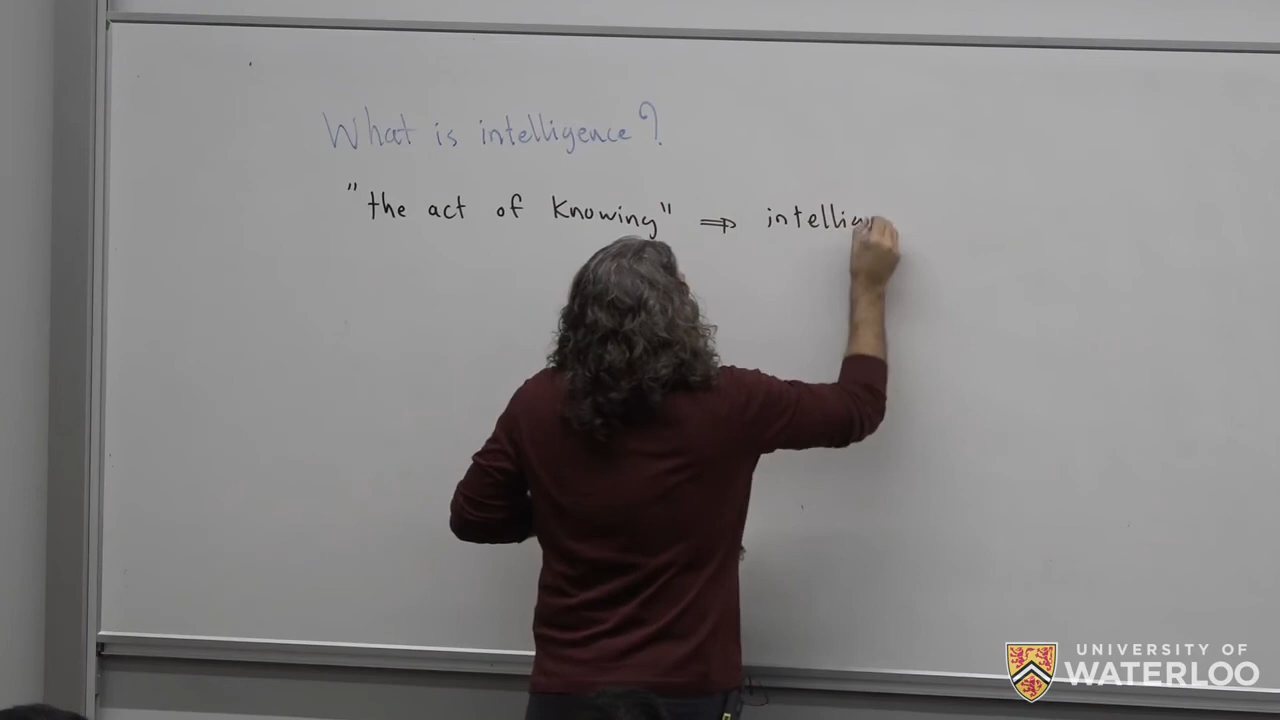 What is intelligence?
"the act of Knowing" ⇒ intellig
UNIVERSITY OF
WATERLOO